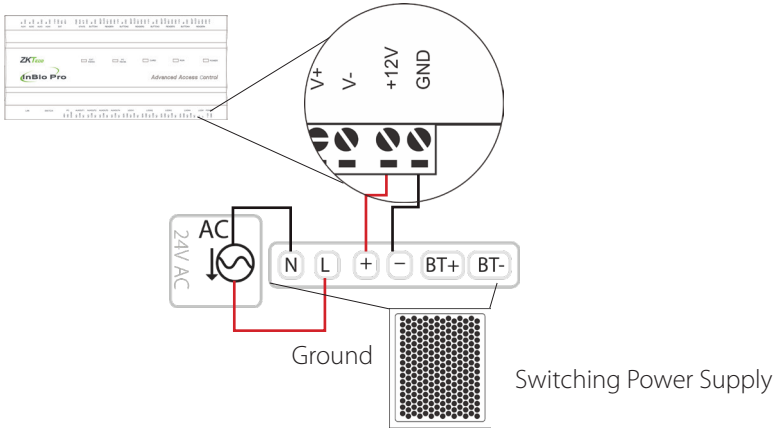 ZKTeco
inBio Pro
Advanced Access Control
V+
V-
+12V
GND
AC
24V AC
N L + − BT+ BT-
Ground
Switching Power Supply